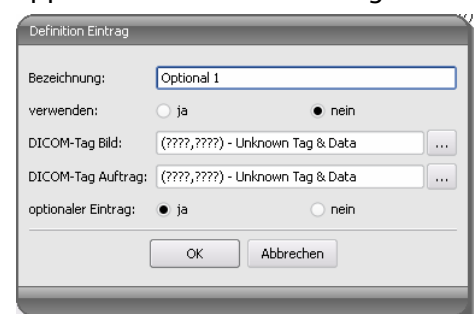 Definition Eintrag
Bezeichnung: Optional 1
verwenden: ja nein
DICOM-Tag Bild: (????,????) - Unknown Tag & Data ...
DICOM-Tag Auftrag: (????,????) - Unknown Tag & Data ...
optionaler Eintrag: ja nein
OK Abbrechen